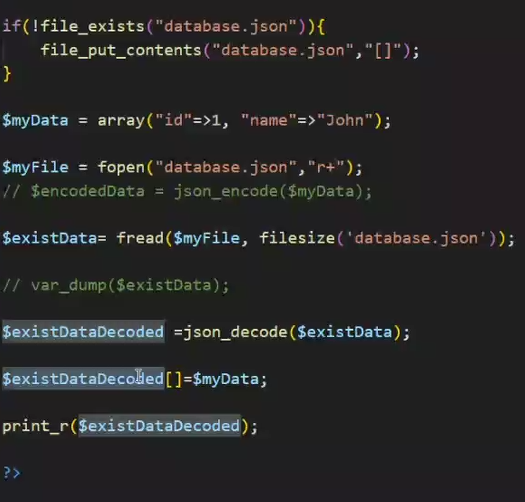 if(!file_exists("database.json")){
    file_put_contents("database.json","[]");
}
$myData = array("id"=>1, "name"=>"John");
$myFile = fopen("database.json","r+");
// $encodedData = json_encode($myData);
$existData= fread($myFile, filesize('database.json'));
// var_dump($existData);
$existDataDecoded =json_decode($existData);
$existDataDecoded[]=$myData;
print_r($existDataDecoded);
?>